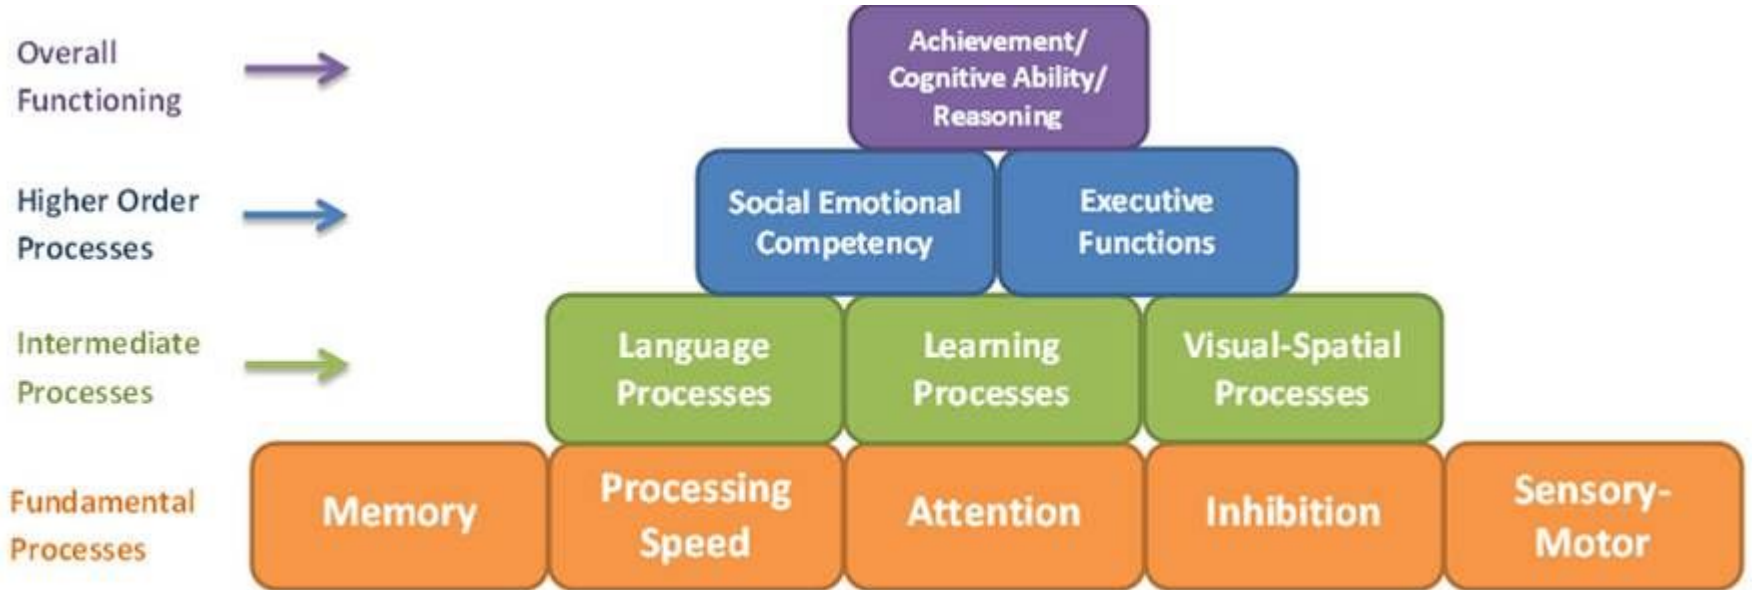 Overall
Functioning
Achievement/
Cognitive Ability/
Reasoning
Higher Order
Processes
Social Emotional
Competency
Executive
Functions
Intermediate
Processes
Language
Processes
Learning
Processes
Visual-Spatial
Processes
Fundamental
Processes
Memory
Processing
Speed
Attention
Inhibition
Sensory-
Motor